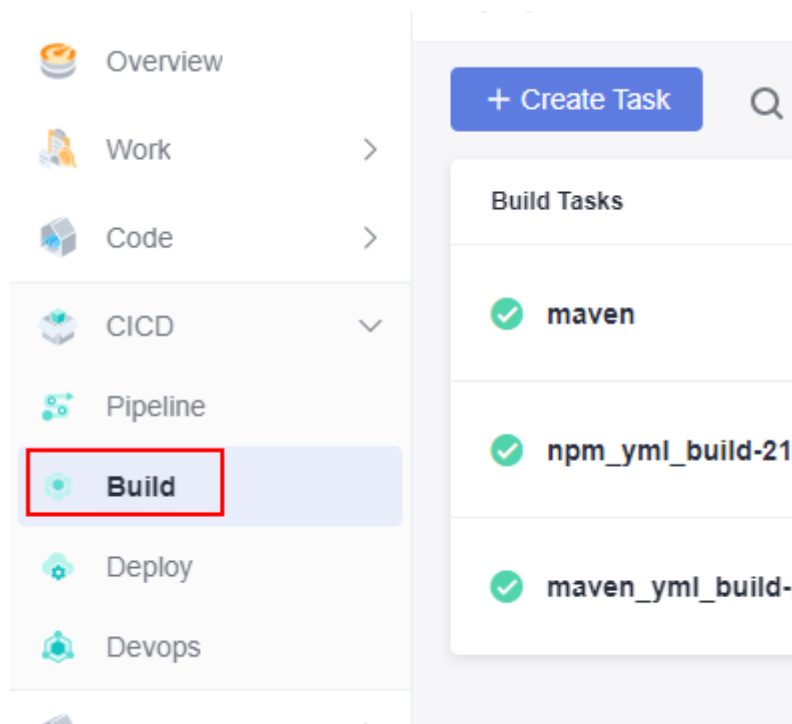 Overview
Work
Code
CICD
Pipeline
Build
Deploy
Devops
+ Create Task
Build Tasks
maven
npm_yml_build-21
maven_yml_build-